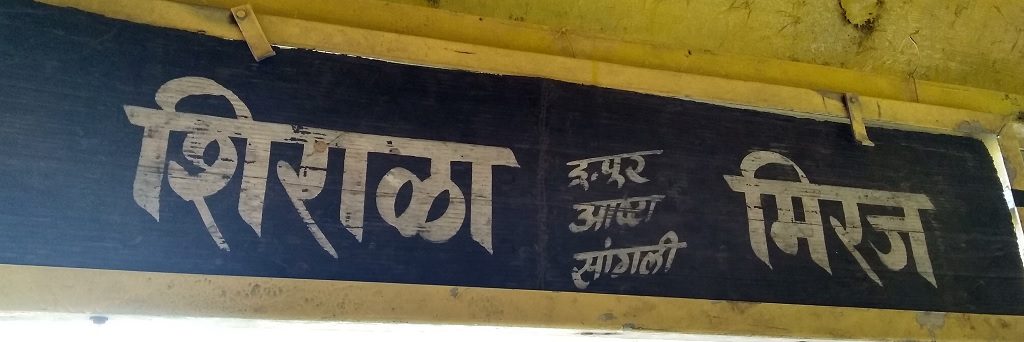 शिराळा
इ.पूर
आष्टा
सांगली
मिरज